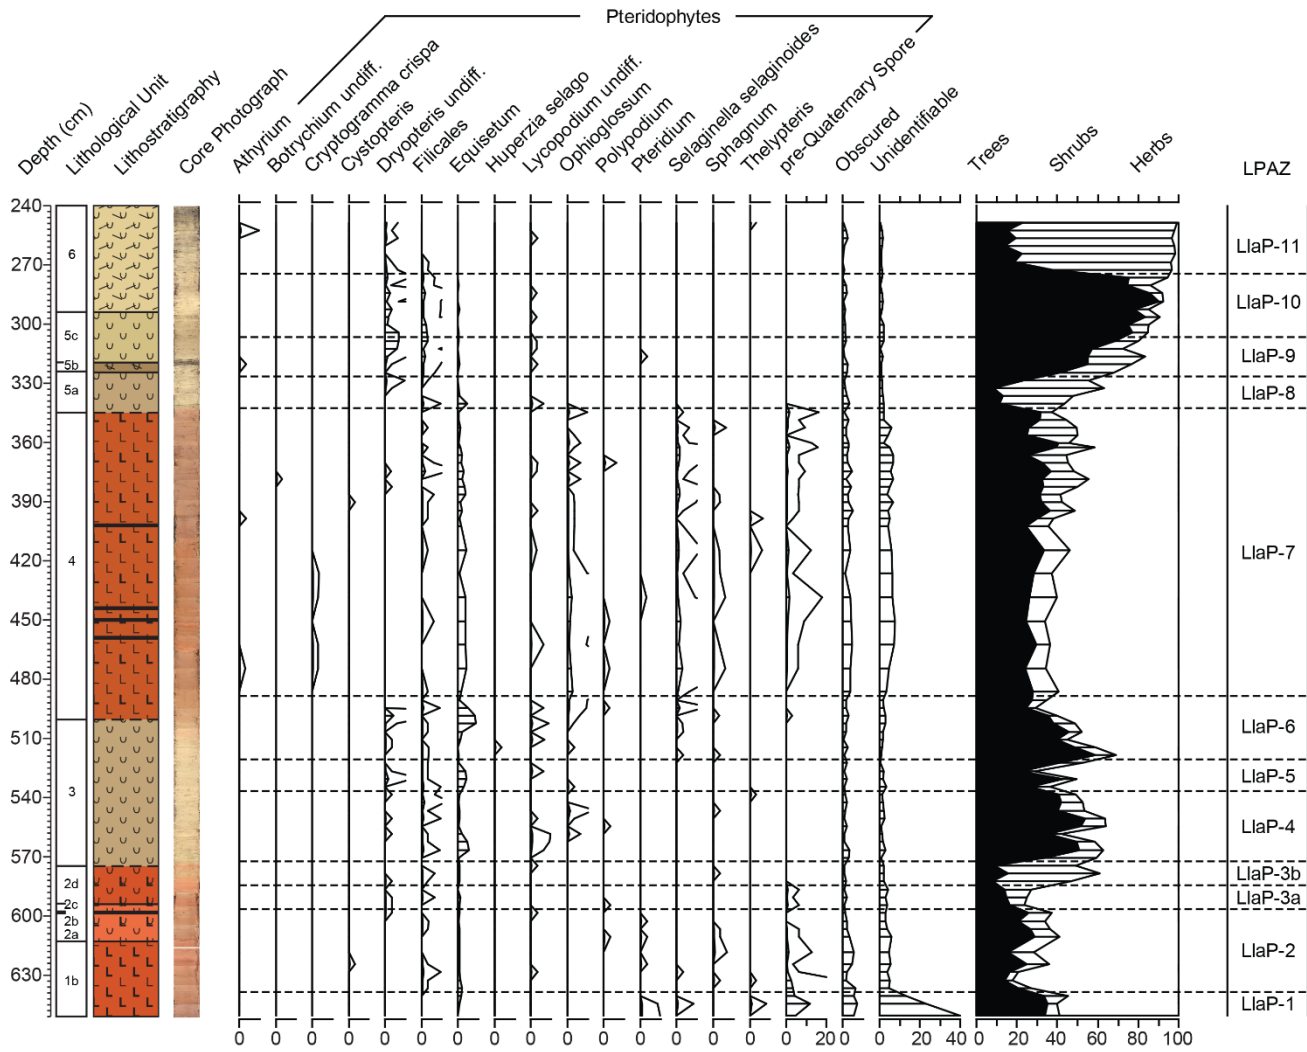 Pteridophytes
Depth (cm)
Lithological Unit
Lithostratigraphy
Core Photograph
Athyrium
Botrychium undiff.
Cryptogramma crispa
Cystopteris
Dryopteris undiff.
Filicales
Equisetum
Huperzia selago
Lycopodium undiff.
Ophioglossum
Polypodium
Pteridium
Selaginella selaginoides
Sphagnum
Thelypteris
pre-Quaternary Spore
Obscured
Unidentifiable
Trees
Shrubs
Herbs
LPAZ
240
270
300
330
360
390
420
450
480
510
540
570
600
630
6
5c
5b
5a
4
3
2d
2c
2b
2a
1b
LlaP-11
LlaP-10
LlaP-9
LlaP-8
LlaP-7
LlaP-6
LlaP-5
LlaP-4
LlaP-3b
LlaP-3a
LlaP-2
LlaP-1
0 0 0 0 0 0 0 0 0 0 0 0 0 0 0 0 20 0 0 20 40 0 20 40 60 80 100